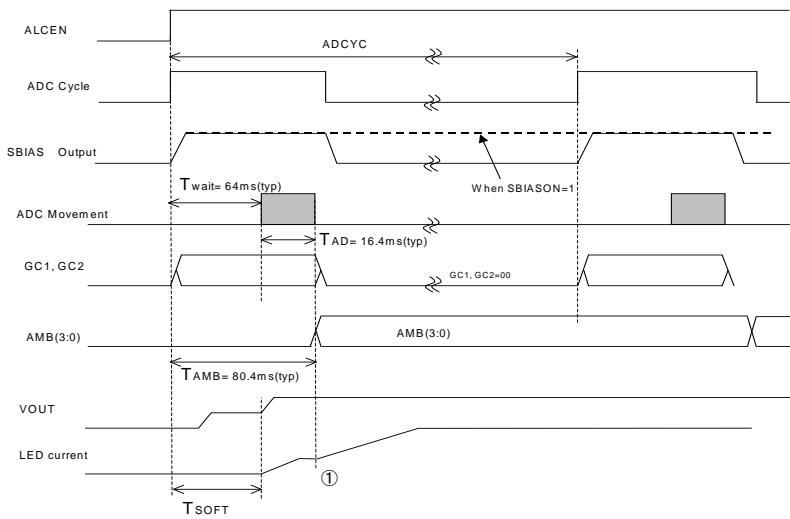 ALCEN
ADCYC
ADC Cycle
SBIAS Output
When SBIASON=1
Twait= 64ms(typ)
ADC Movement
TAD= 16.4ms(typ)
GC1, GC2
GC1, GC2=00
AMB(3:0)
AMB(3:0)
TAMB= 80.4ms(typ)
VOUT
LED current
①
TSOFT